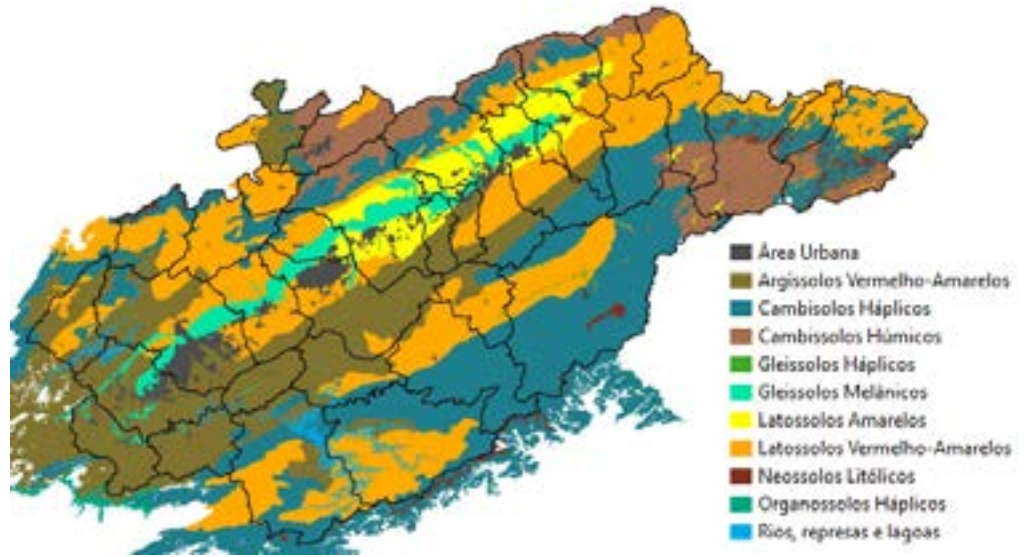 Área Urbana
Argissolos Vermelho-Amarelos
Cambisolos Háplicos
Cambissolos Húmicos
Gleissolos Háplicos
Gleissolos Melánicos
Latossolos Amarelos
Latossolos Vermelho-Amarelos
Neossolos Litólicos
Organossolos Háplicos
Rios, represas e lagoas